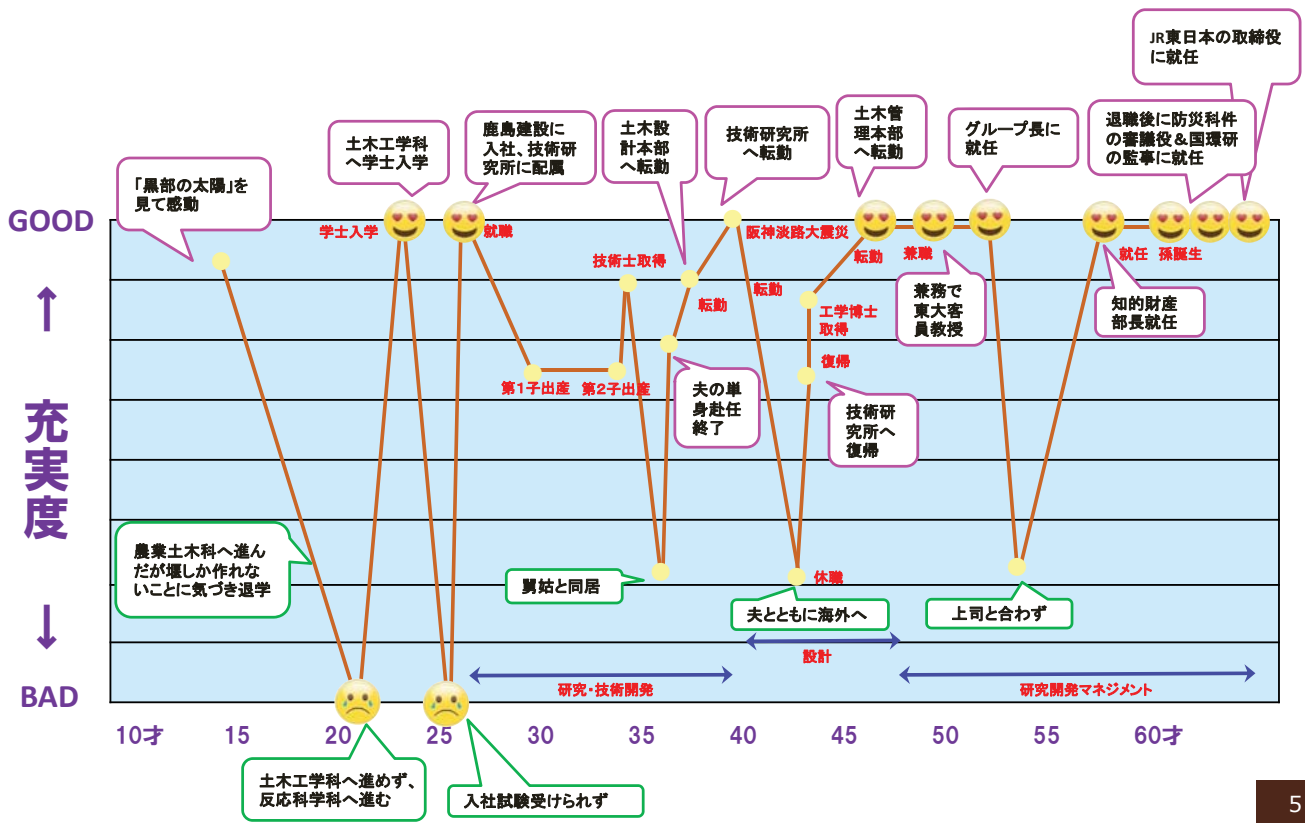 JR東日本の取締役
に就任
土木工学科
へ学士入学
鹿島建設に
入社、技術研
究所に配属
土木設
計本部
へ転勤
技術研究所
へ転勤
土木管
理本部
へ転勤
グループ長に
就任
退職後に防災科件
の審議役&国環研
の監事に就任
「黒部の太陽」を
見て感動
GOOD
↑
充実度
↓
BAD
学士入学
就職
技術士取得
転勤
阪神淡路大震災
転勤
転勤
兼職
就任
孫誕生
工学博士
取得
復帰
兼務で
東大客
員教授
知的財産
部長就任
第1子出産
第2子出産
夫の単
身赴任
終了
技術研
究所へ
復帰
農業土木科へ進ん
だが堰しか作れな
いことに気づき退学
舅姑と同居
休職
夫とともに海外へ
上司と合わず
設計
研究・技術開発
研究開発マネジメント
10才
15
20
25
30
35
40
45
50
55
60才
土木工学科へ進めず、
反応科学科へ進む
入社試験受けられず
5